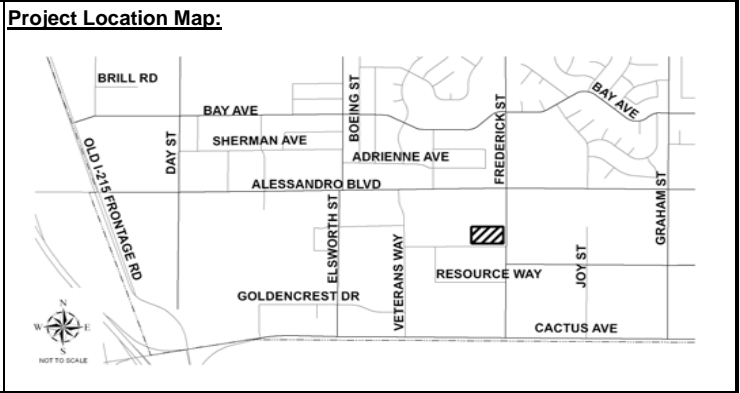 Project Location Map:
BRILL RD
BAY AVE
BOEING ST
FREDERICK ST
BAY AVE
DAY ST
SHERMAN AVE
ADRIENNE AVE
OLD I-215 FRONTAGE RD
ALESSANDRO BLVD
GRAHAM ST
ELSWORTH ST
VETERANS WAY
RESOURCE WAY
JOY ST
GOLDENCREST DR
CACTUS AVE
N
W E
S
NOT TO SCALE